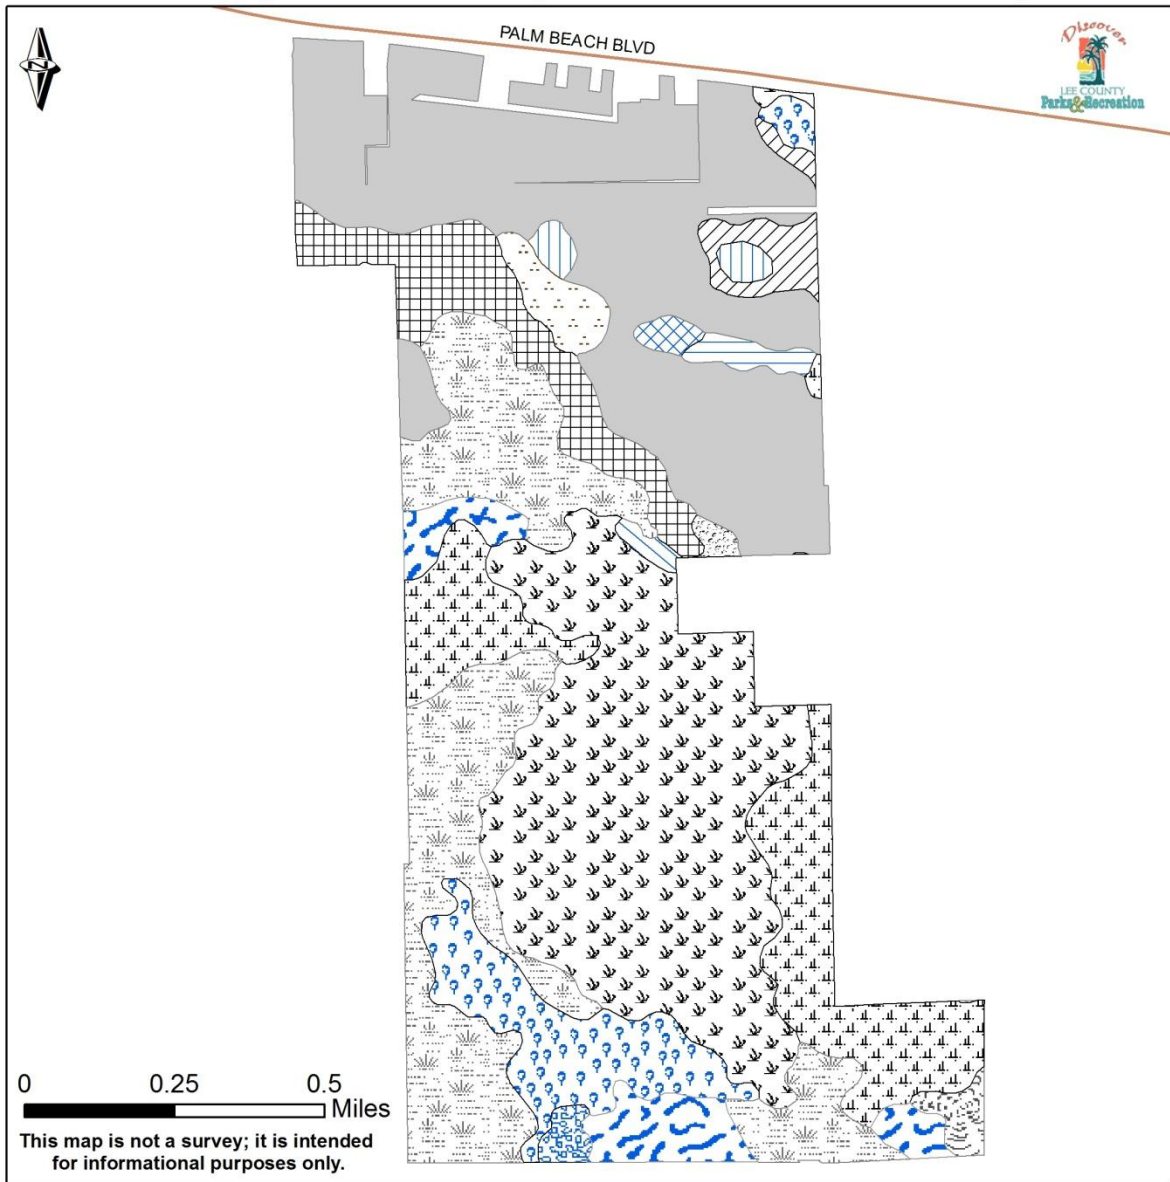 PALM BEACH BLVD
Discover
LEE COUNTY
Parks&Recreation
0 0.25 0.5
Miles
This map is not a survey; it is intended
for informational purposes only.